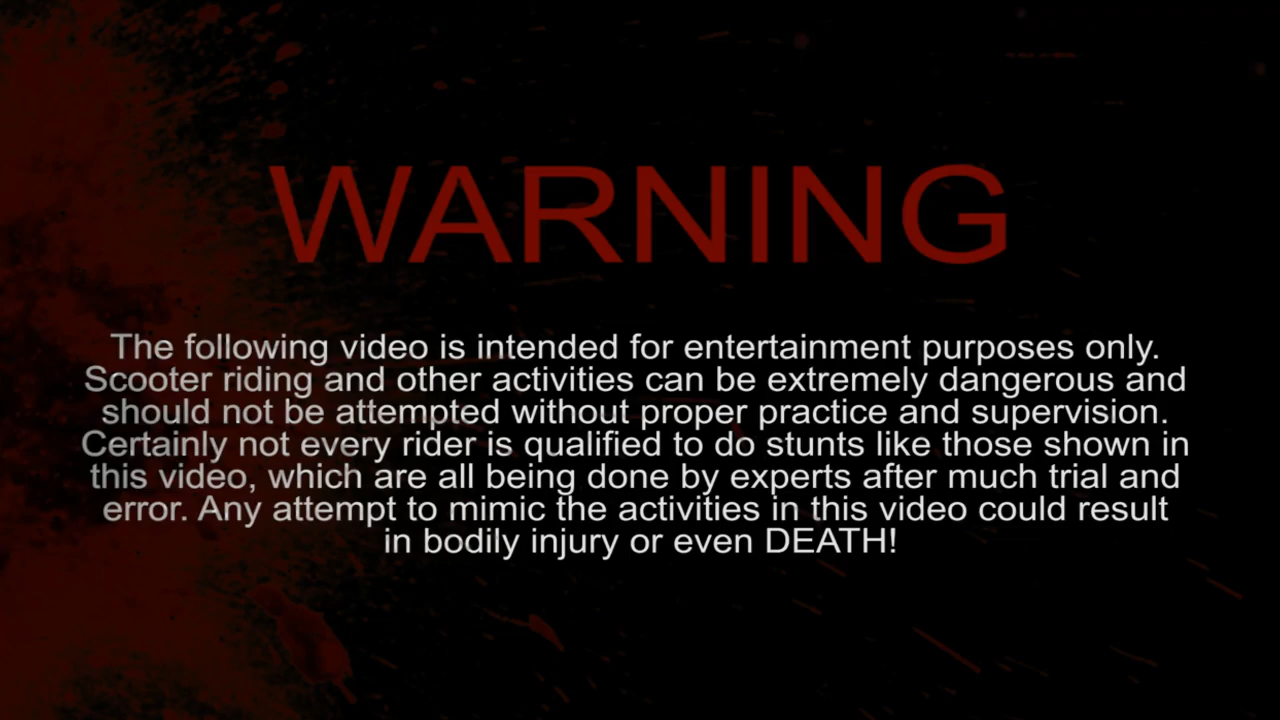 WARNING
The following video is intended for entertainment purposes only.
Scooter riding and other activities can be extremely dangerous and
should not be attempted without proper practice and supervision.
Certainly not every rider is qualified to do stunts like those shown in
this video, which are all being done by experts after much trial and
error. Any attempt to mimic the activities in this video could result
in bodily injury or even DEATH!